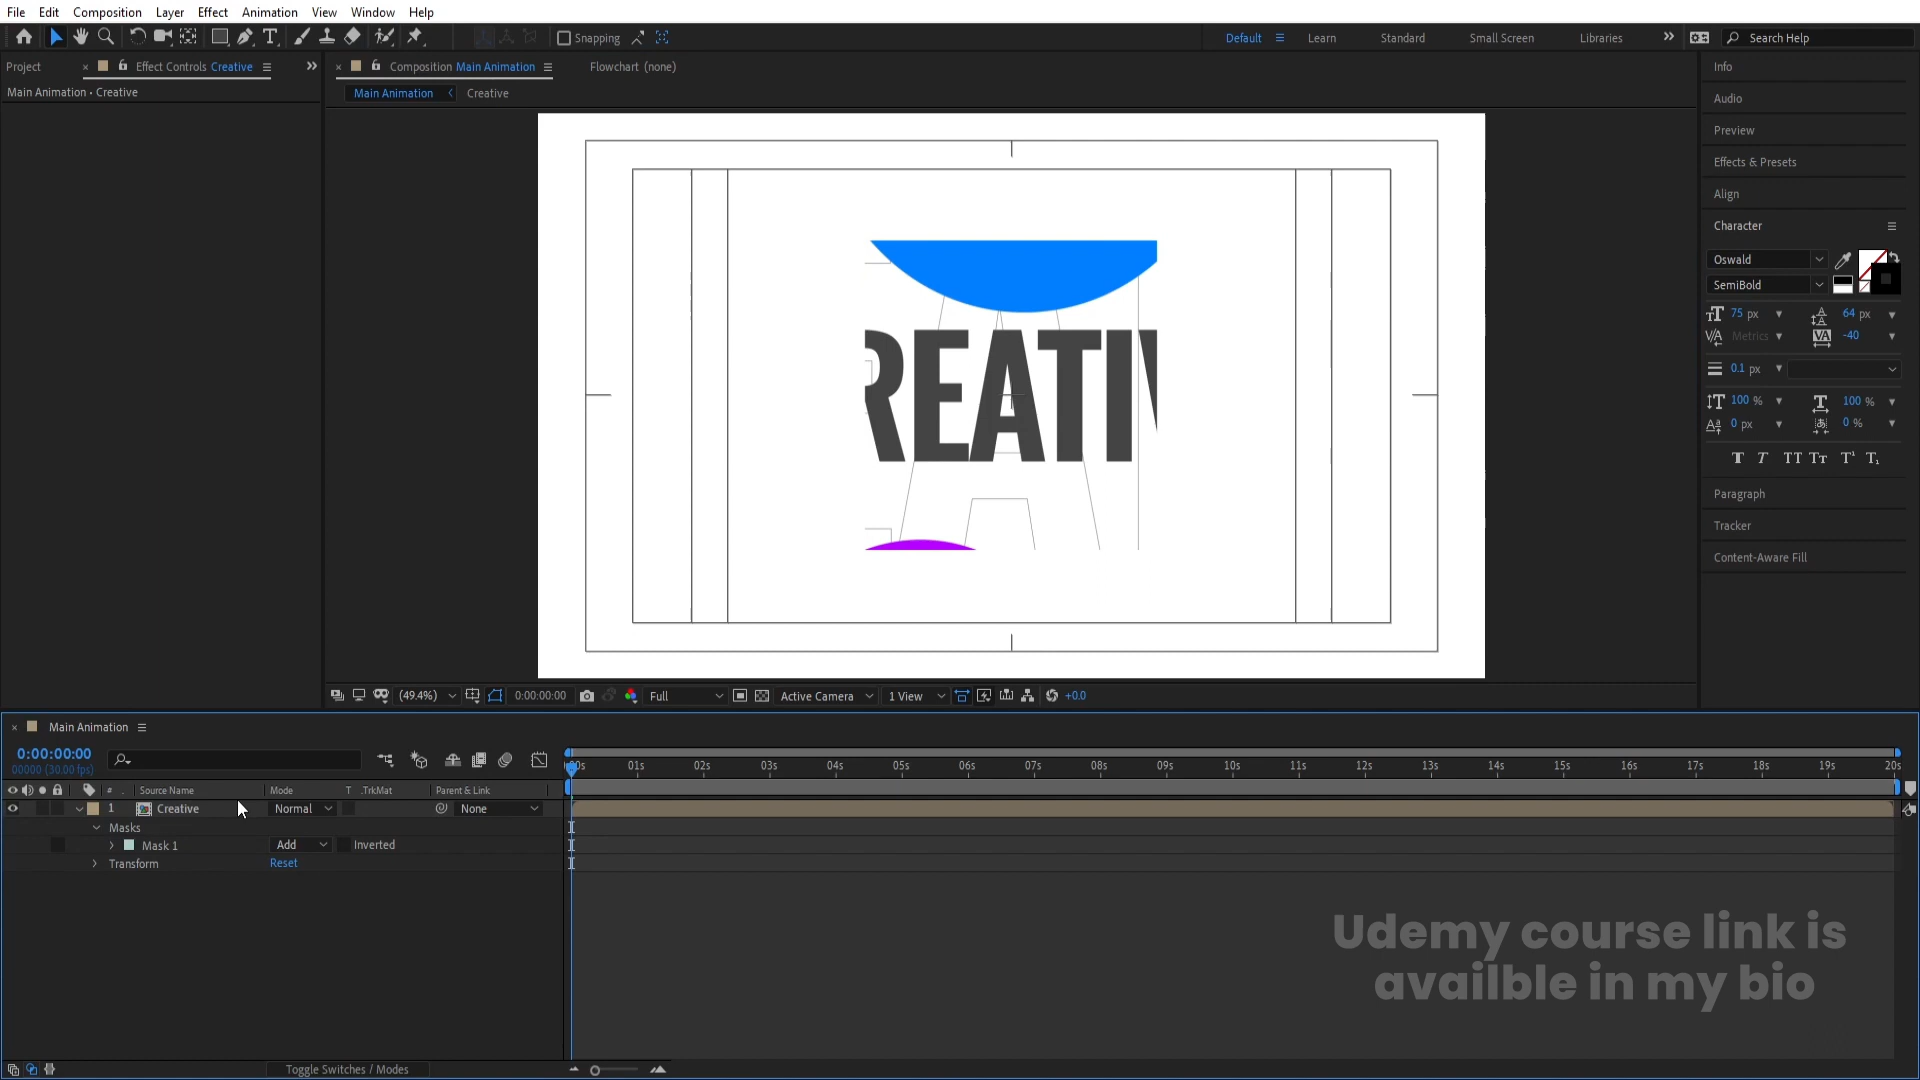 File Edit Composition Layer Effect Animation View Window Help
Snapping
Default Learn Standard Small Screen Libraries Search Help
Project Effect Controls Creative
Composition Main Animation Flowchart (none)
Main Animation • Creative
Main Animation Creative
REATIV
Info
Audio
Preview
Effects & Presets
Align
Character
Oswald
SemiBold
75 px 64 px
Metrics -40
0.1 px
100 % 100 %
0 px 0 %
Paragraph
Tracker
Content-Aware Fill
(49.4%) 0:00:00:00 Full Active Camera 1 View +0.0
Main Animation
0:00:00:00
00000 (30.00 fps)
01s 02s 03s 04s 05s 06s 07s 08s 09s 10s 11s 12s 13s 14s 15s 16s 17s 18s 19s 20s
# Source Name Mode T .TrkMat Parent & Link
1 Creative Normal None
Masks
Mask 1 Add Inverted
Transform Reset
Udemy course link is
availble in my bio
Toggle Switches / Modes